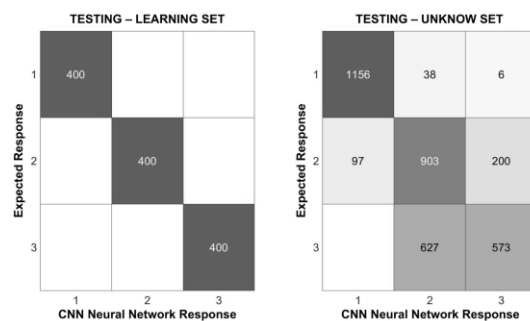 TESTING – LEARNING SET
Expected Response
1
400
2
400
3
400
1 2 3
CNN Neural Network Response
TESTING – UNKNOW SET
Expected Response
1
1156 38 6
2
97 903 200
3
627 573
1 2 3
CNN Neural Network Response